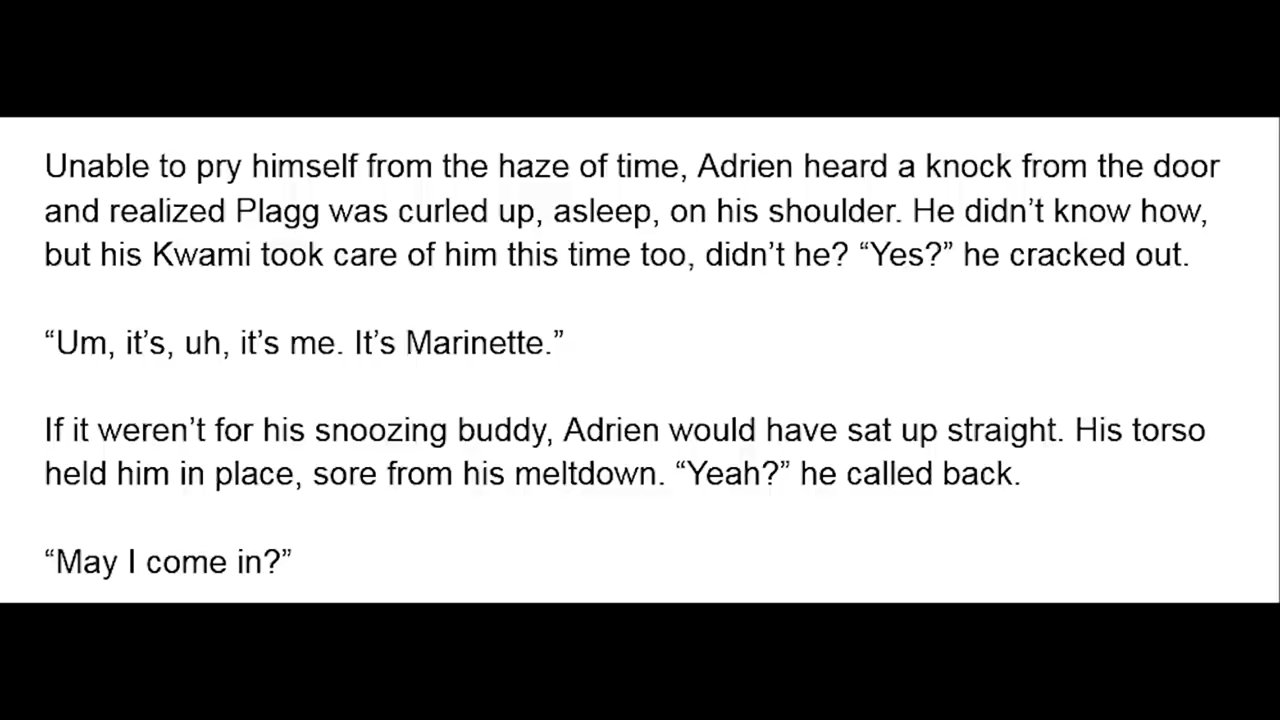 Unable to pry himself from the haze of time, Adrien heard a knock from the door
and realized Plagg was curled up, asleep, on his shoulder. He didn’t know how,
but his Kwami took care of him this time too, didn’t he? “Yes?” he cracked out.
“Um, it’s, uh, it’s me. It’s Marinette.”
If it weren’t for his snoozing buddy, Adrien would have sat up straight. His torso
held him in place, sore from his meltdown. “Yeah?” he called back.
“May I come in?”